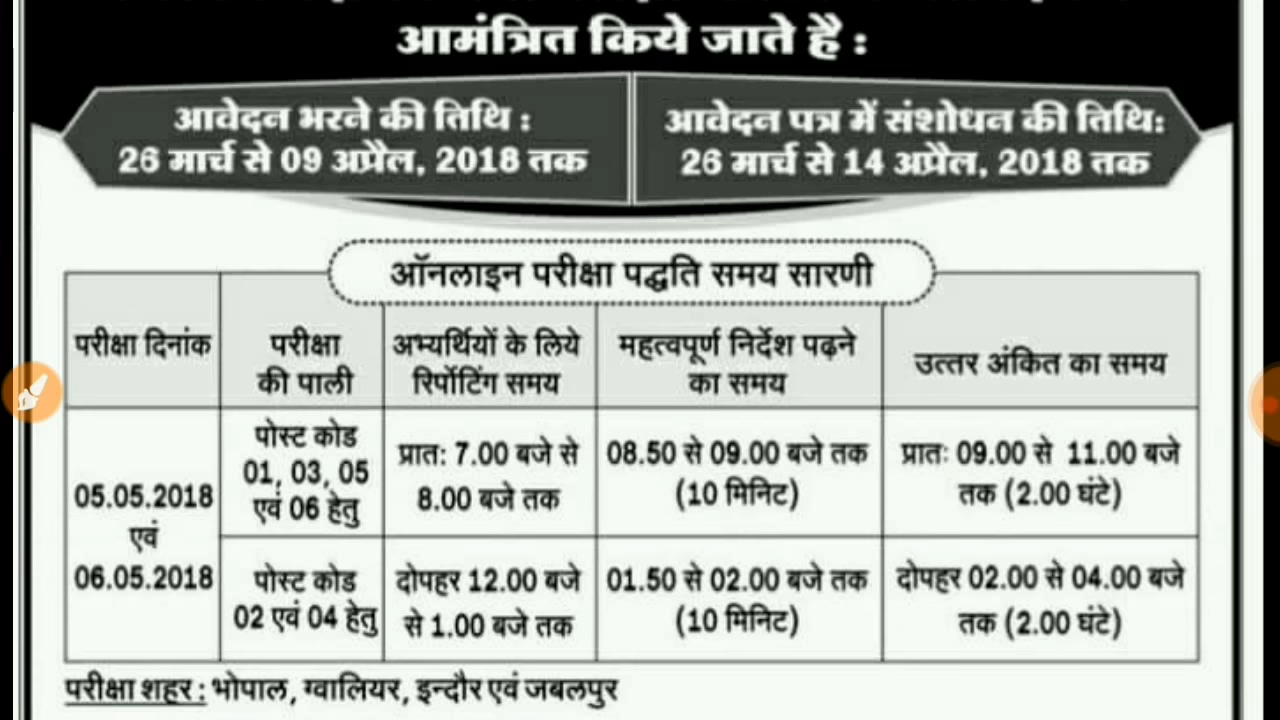 आमंत्रित किये जाते है :
आवेदन भरने की तिथि :
26 मार्च से 09 अप्रैल, 2018 तक
आवेदन पत्र में संशोधन की तिथि:
26 मार्च से 14 अप्रैल, 2018 तक
ऑनलाइन परीक्षा पद्धति समय सारणी
परीक्षा दिनांक
परीक्षा
की पाली
अभ्यर्थियों के लिये
रिर्पोटिंग समय
महत्वपूर्ण निर्देश पढ़ने
का समय
उत्तर अंकित का समय
05.05.2018
एवं
06.05.2018
पोस्ट कोड
01, 03, 05
एवं 06 हेतु
प्रात: 7.00 बजे से
8.00 बजे तक
08.50 से 09.00 बजे तक
(10 मिनिट)
प्रातः 09.00 से 11.00 बजे
तक (2.00 घंटे)
पोस्ट कोड
02 एवं 04 हेतु
दोपहर 12.00 बजे
से 1.00 बजे तक
01.50 से 02.00 बजे तक
(10 मिनिट)
दोपहर 02.00 से 04.00 बजे
तक (2.00 घंटे)
परीक्षा शहर : भोपाल, ग्वालियर, इन्दौर एवं जबलपुर